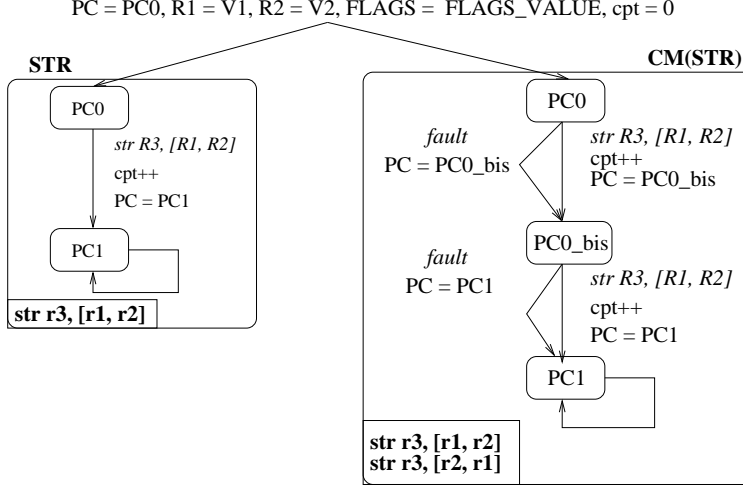 PC = PC0, R1 = V1, R2 = V2, FLAGS = FLAGS_VALUE, cpt = 0
STR
PC0
str R3, [R1, R2]
cpt++
PC = PC1
PC1
str r3, [r1, r2]
CM(STR)
PC0
fault
PC = PC0_bis
str R3, [R1, R2]
cpt++
PC = PC0_bis
PC0_bis
fault
PC = PC1
str R3, [R1, R2]
cpt++
PC = PC1
PC1
str r3, [r1, r2]
str r3, [r2, r1]